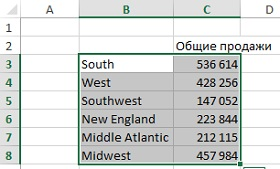 A B C D
1
2 Общие продажи
3 South 536 614
4 West 428 256
5 Southwest 147 052
6 New England 223 844
7 Middle Atlantic 212 115
8 Midwest 457 984